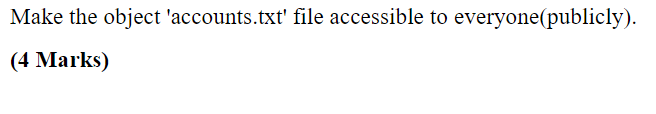 Make the object 'accounts.txt' file accessible to everyone(publicly).
(4 Marks)